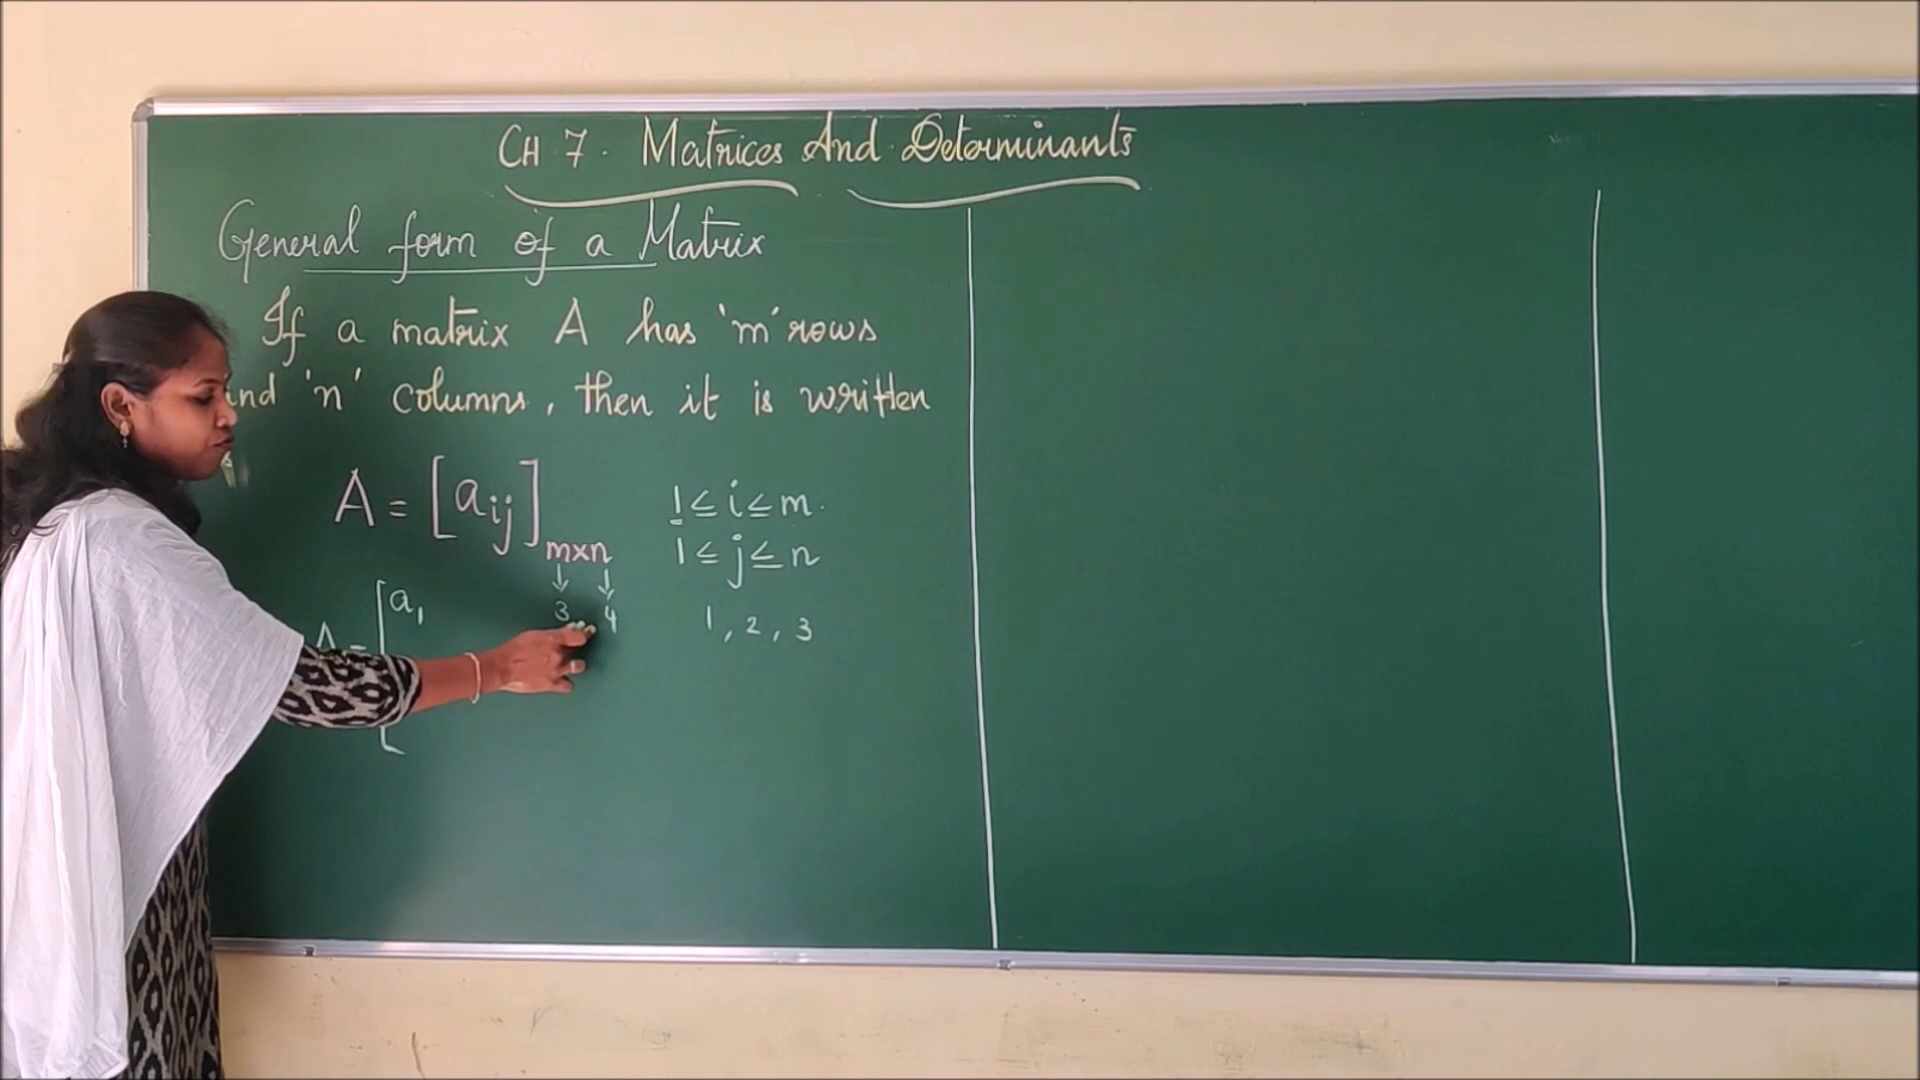 CH 7. Matrices And Determinants
General form of a Matrix
If a matrix A has 'm' rows
and 'n' columns, then it is written
A = [aij]m×n 1 ≤ i ≤ m.
1 ≤ j ≤ n
↓ ↓
3 4
1, 2, 3
A = [a1